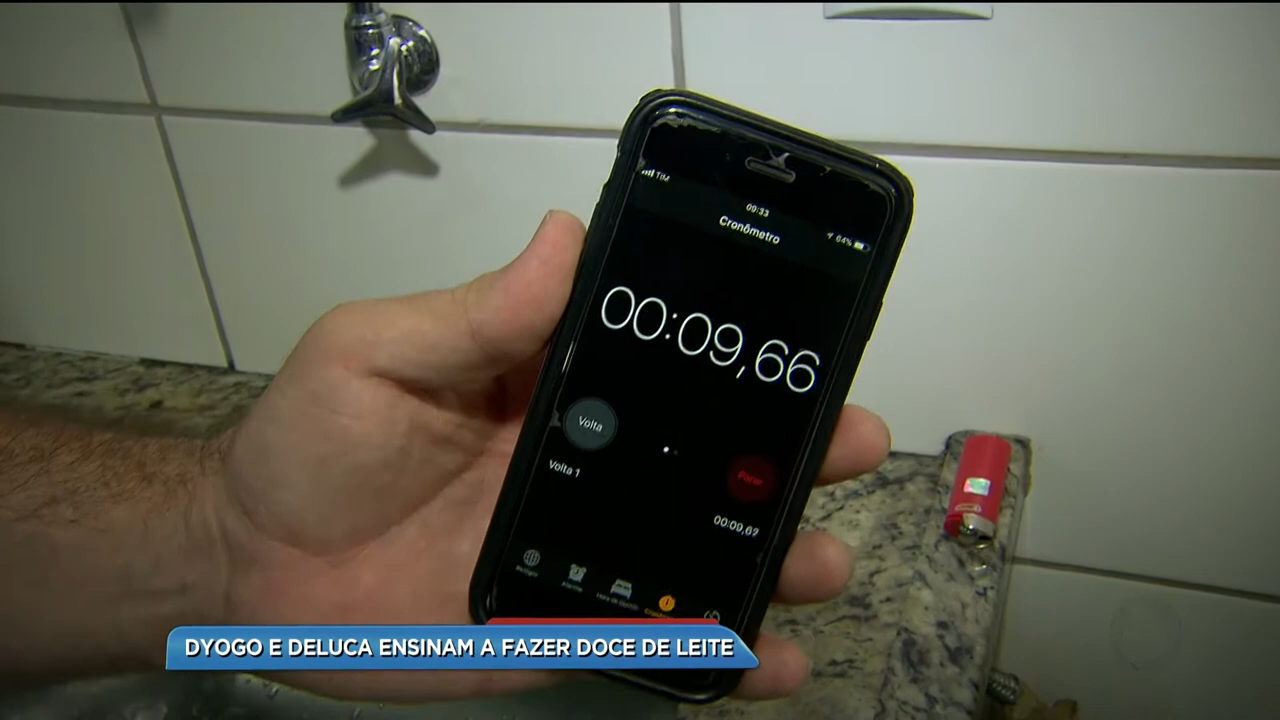 TIM
09:33
64%
Cronômetro
00:09,66
Volta
Parar
Volta 1
00:09,62
DYOGO E DELUCA ENSINAM A FAZER DOCE DE LEITE